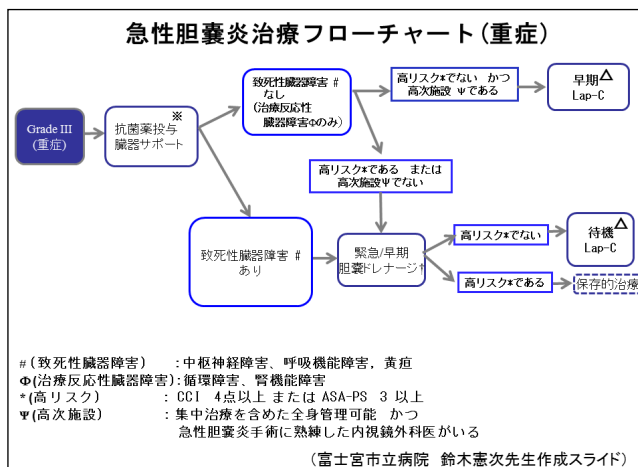 急性胆嚢炎治療フローチャート(重症)
Grade III
(重症)
※
抗菌薬投与
臓器サポート
致死性臓器障害 #
なし
(治療反応性
臓器障害Φのみ)
高リスク*でない かつ
高次施設 Ψである
早期△
Lap-C
高リスク*である または
高次施設Ψでない
致死性臓器障害 #
あり
緊急/早期
胆嚢ドレナージ†
高リスク*でない
待機△
Lap-C
高リスク*である
保存的治療
#(致死性臓器障害) :中枢神経障害、呼吸機能障害, 黄疸
Φ(治療反応性臓器障害):循環障害、腎機能障害
*(高リスク) : CCI 4点以上 または ASA-PS 3 以上
Ψ(高次施設) : 集中治療を含めた全身管理可能 かつ
急性胆嚢炎手術に熟練した内視鏡外科医がいる
(富士宮市立病院 鈴木憲次先生作成スライド)